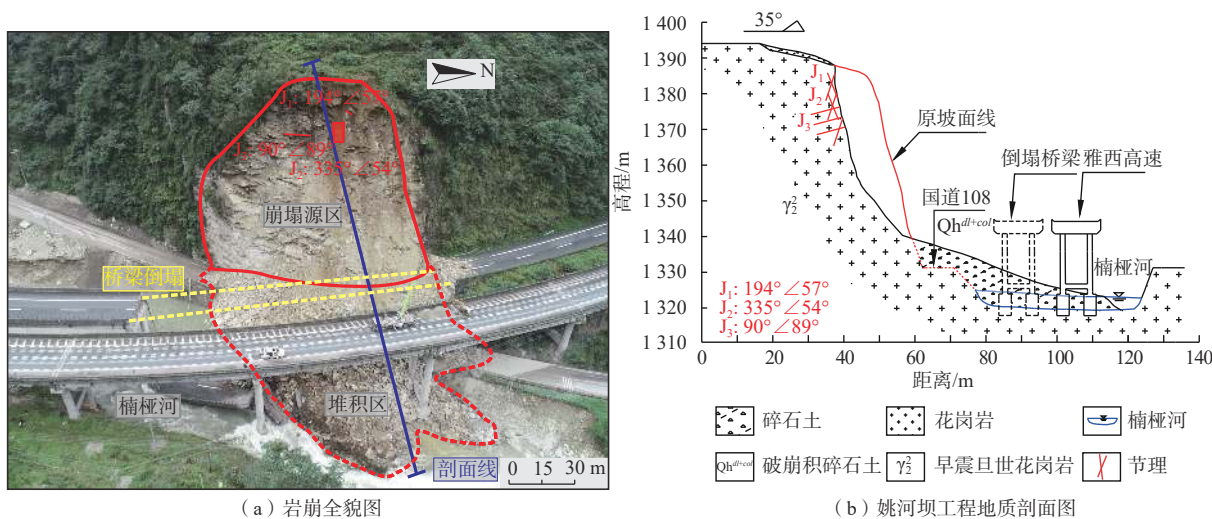 N
J₁: 194°∠57°
J₃: 90°∠89°
J₂: 335°∠54°
崩塌源区
桥梁倒塌
楠桠河
堆积区
剖面线
0 15 30 m
（a）岩崩全貌图
35°
高程/m
1 390
1 380
1 370
1 360
1 350
1 340
1 330
1 320
1 310
J₁
J₂
J₃
原坡面线
倒塌桥梁 雅西高速
国道108
Qhᵈˡ⁺ᶜᵒˡ
γ₂²
楠桠河
J₁: 194°∠57°
J₂: 335°∠54°
J₃: 90°∠89°
0 20 40 60 80 100 120 140
距离/m
碎石土 花岗岩 楠桠河
Qhᵈˡ⁺ᶜᵒˡ 破崩积碎石土 γ₂² 早震旦世花岗岩 节理
（b）姚河坝工程地质剖面图